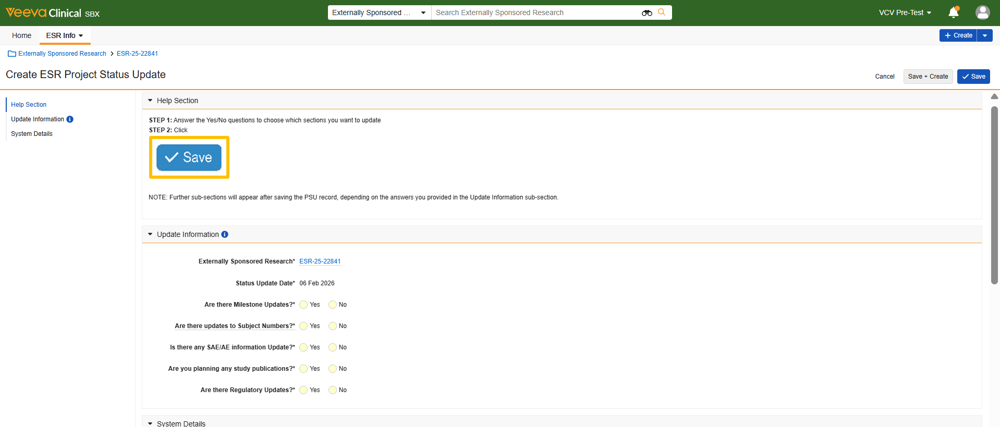 Veeva Clinical SBX
Externally Sponsored ...
Search Externally Sponsored Research
VCV Pre-Test
Home
ESR Info
Create
Externally Sponsored Research > ESR-25-22841
Create ESR Project Status Update
Cancel
Save + Create
Save
Help Section
Update Information
System Details
Help Section
STEP 1: Answer the Yes/No questions to choose which sections you want to update
STEP 2: Click
Save
NOTE: Further sub-sections will appear after saving the PSU record, depending on the answers you provided in the Update Information sub-section.
Update Information
Externally Sponsored Research* ESR-25-22841
Status Update Date* 06 Feb 2026
Are there Milestone Updates?* Yes No
Are there updates to Subject Numbers?* Yes No
Is there any SAE/AE information Update?* Yes No
Are you planning any study publications?* Yes No
Are there Regulatory Updates?* Yes No
System Details